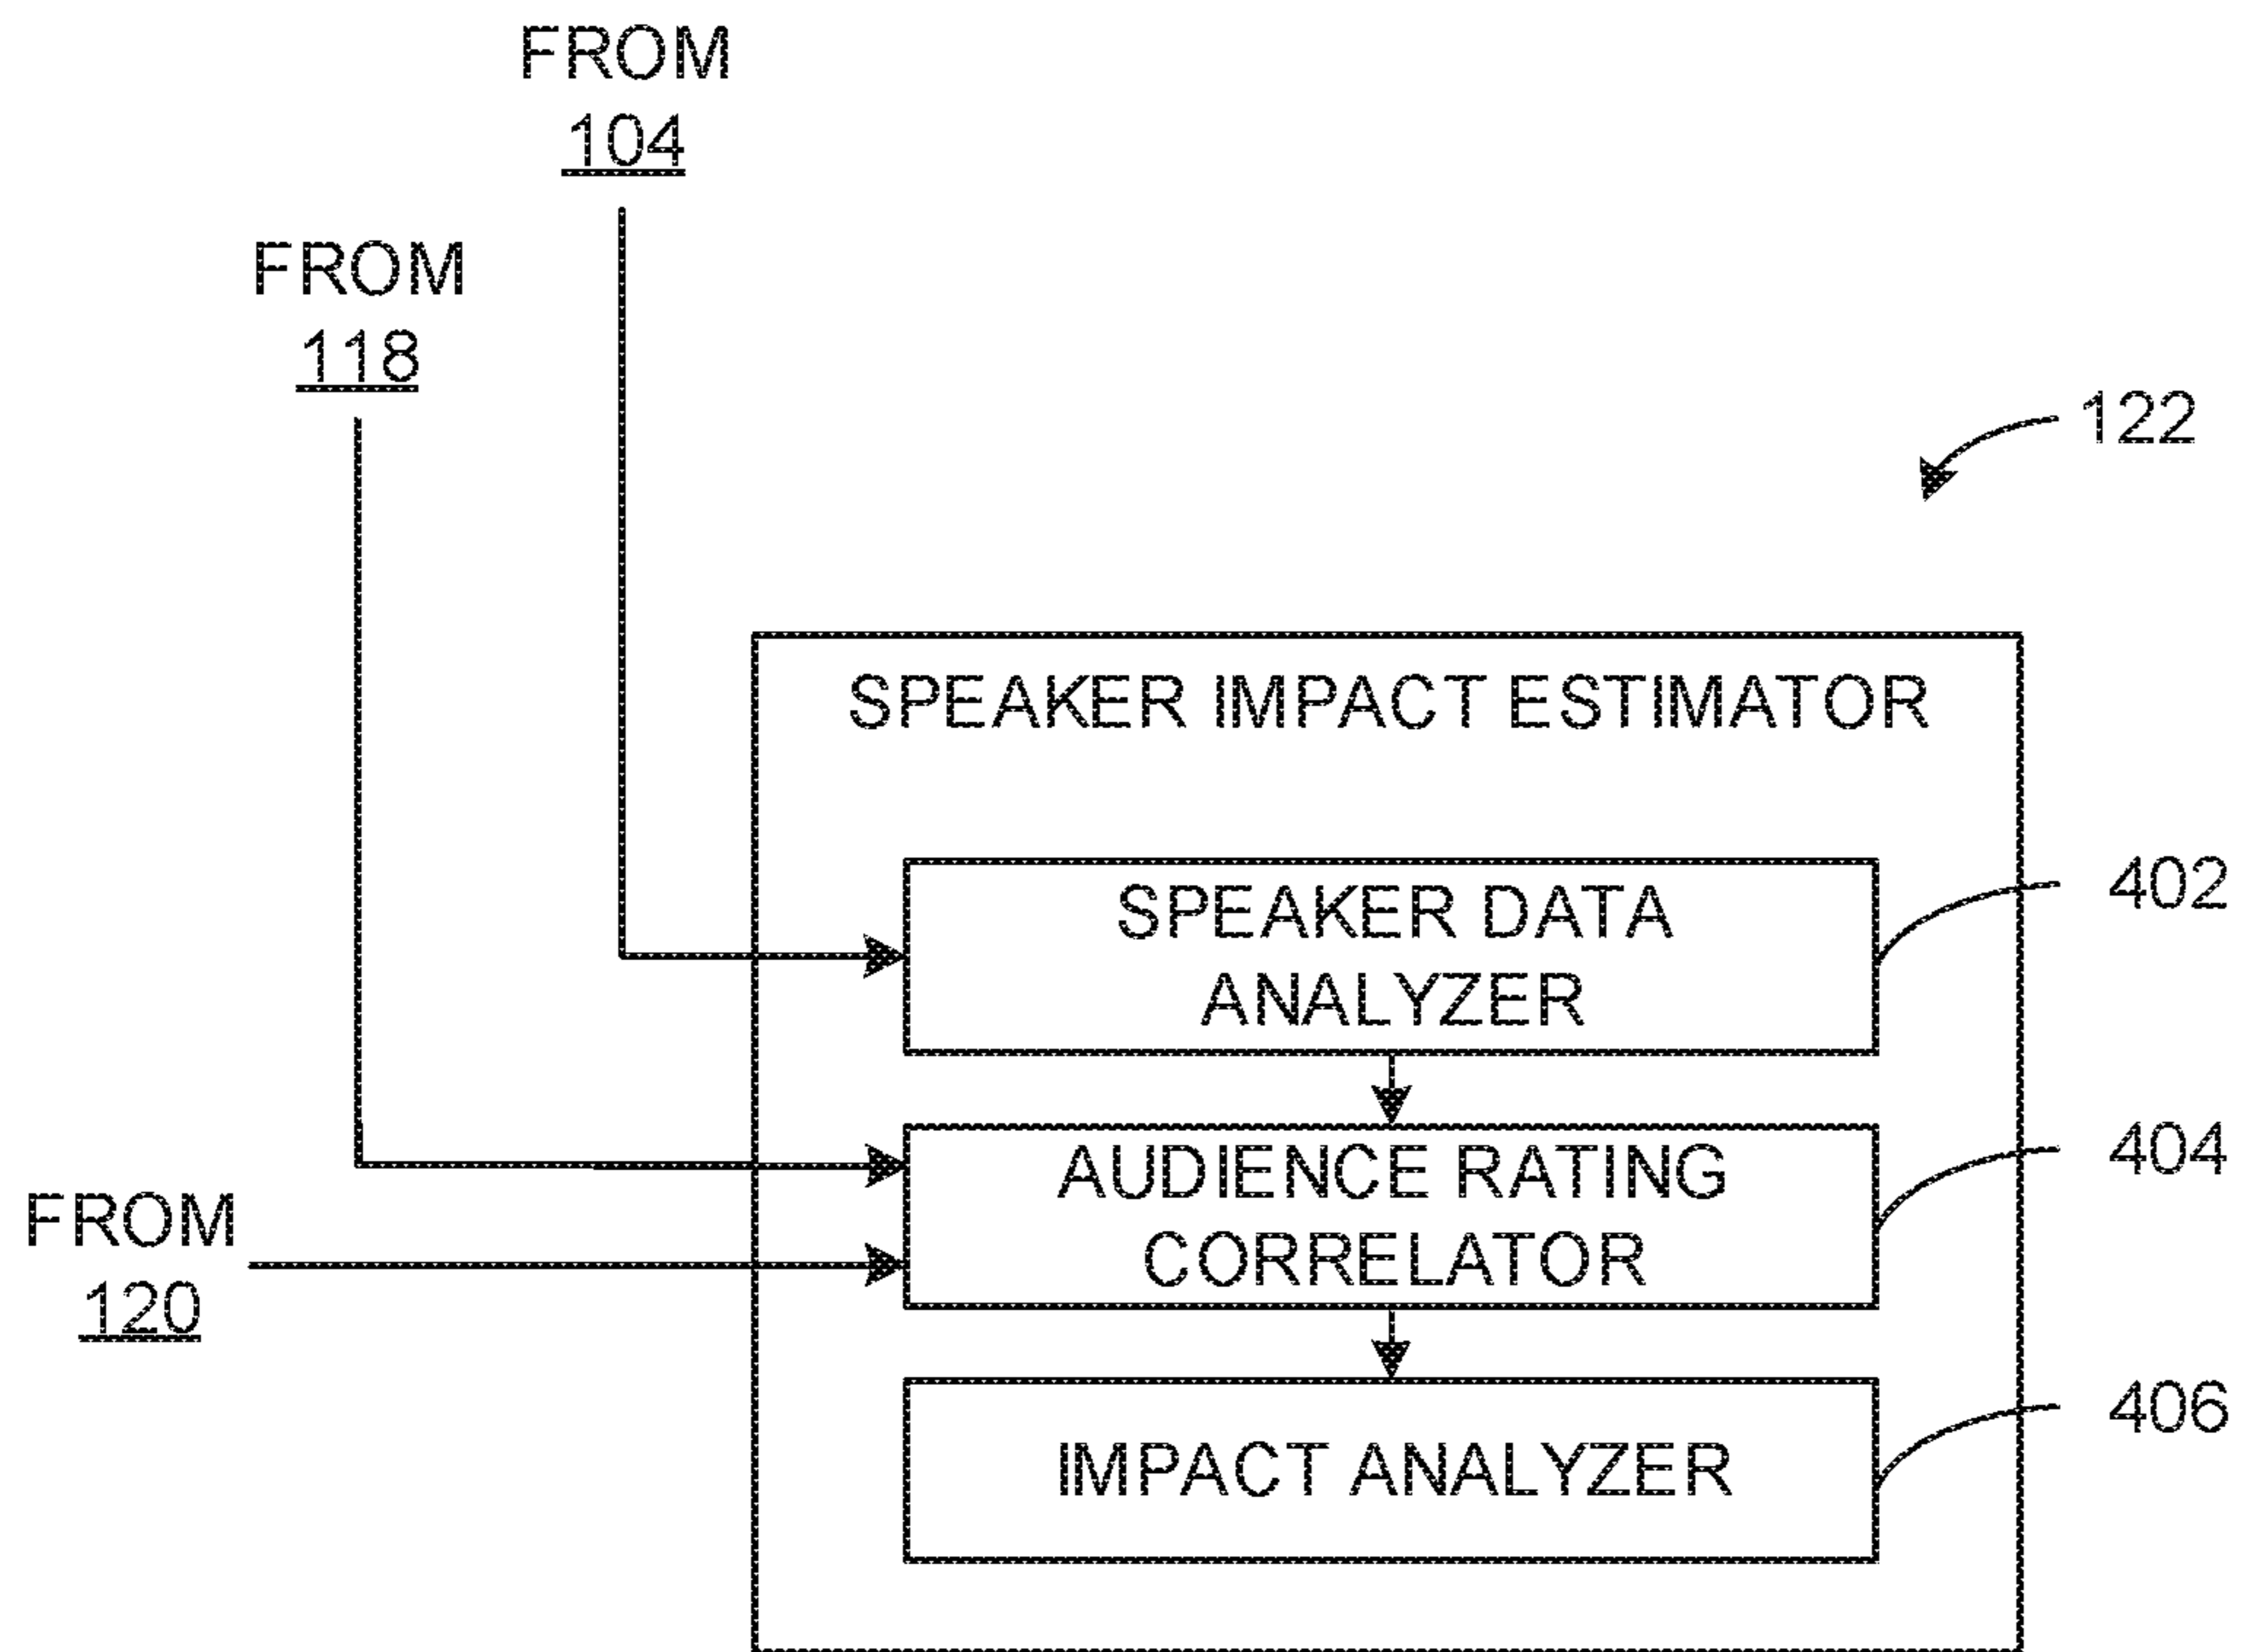 FROM
104
FROM
118
122
SPEAKER IMPACT ESTIMATOR
SPEAKER DATA
ANALYZER
402
AUDIENCE RATING
CORRELATOR
404
FROM
120
IMPACT ANALYZER
406